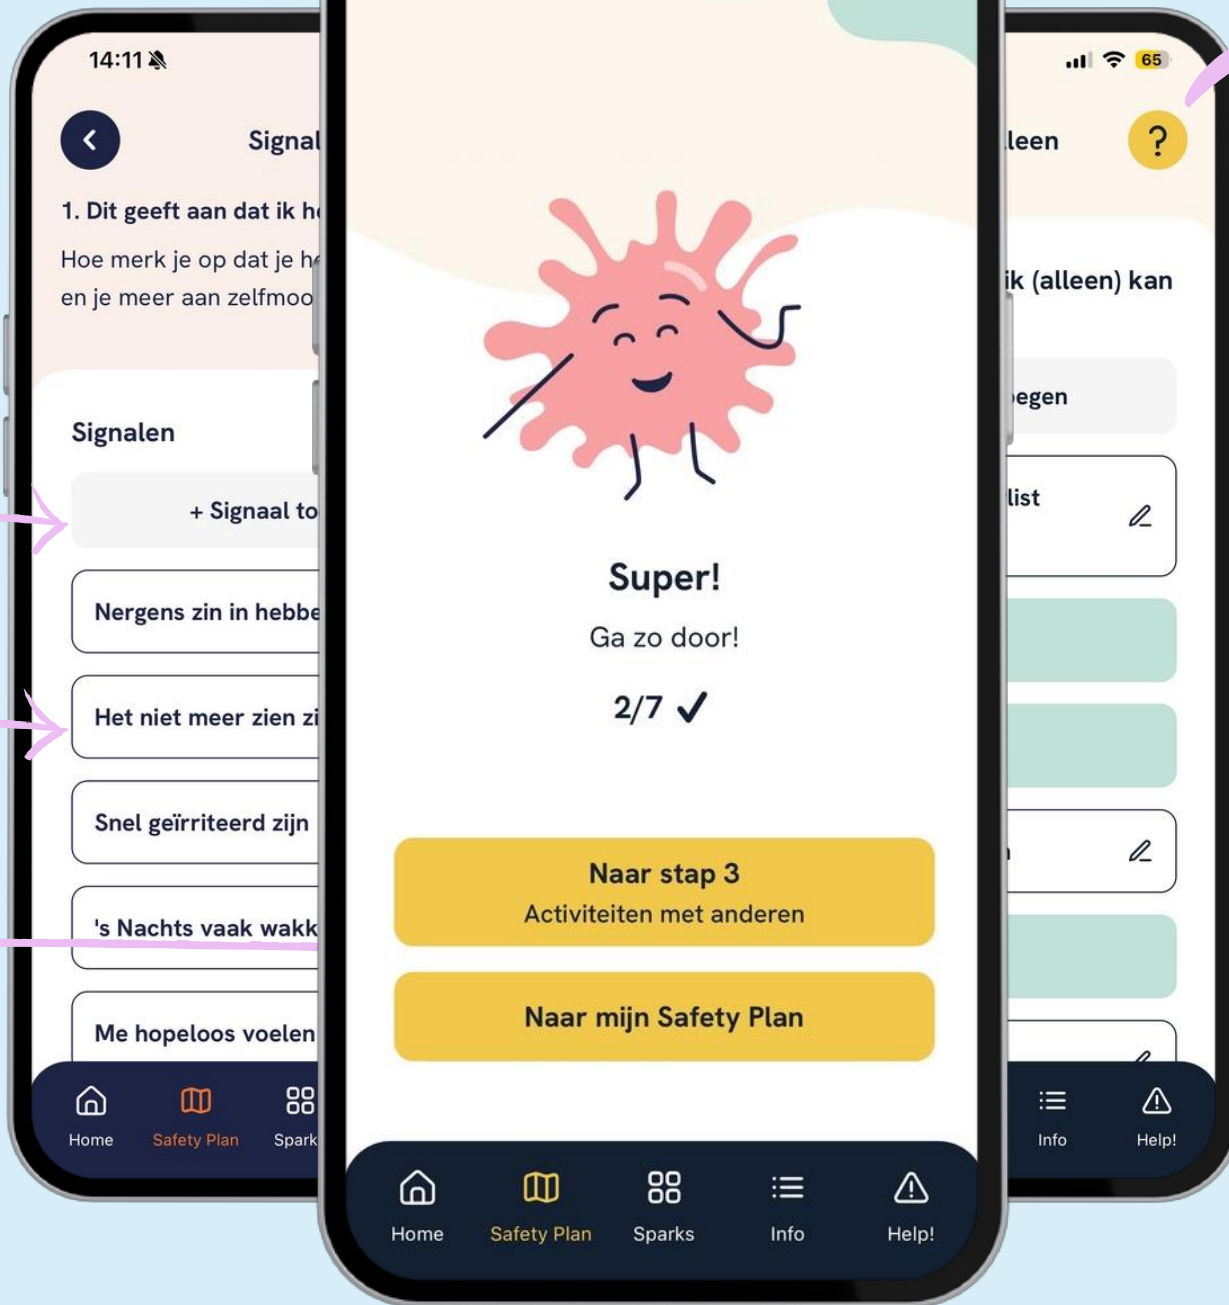 14:11
Signal
1. Dit geeft aan dat ik he
Hoe merk je op dat je he
en je meer aan zelfmoo
Signalen
+ Signaal to
Nergens zin in hebbe
Het niet meer zien zi
Snel geïrriteerd zijn
's Nachts vaak wakk
Me hopeloos voelen
Home
Safety Plan
Spark
Super!
Ga zo door!
2/7
Naar stap 3
Activiteiten met anderen
Naar mijn Safety Plan
Home
Safety Plan
Sparks
Info
Help!
65
leen
?
ik (alleen) kan
egen
list
Info
Help!